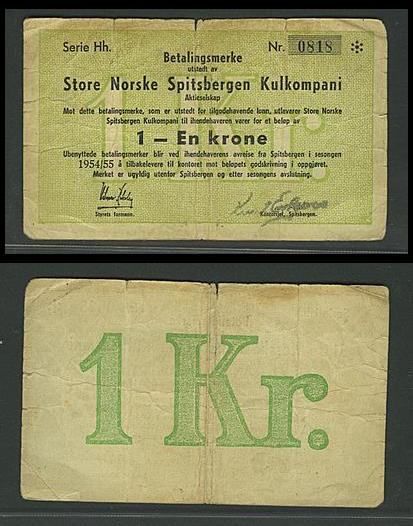 Serie Hh.
Nr. 0818
Betalingsmerke
utstedt av
Store Norske Spitsbergen Kulkompani
Aktieselskap
Mot dette betalingsmerke, som er utstedt for tilgodehavende lønn, utleverer Store Norske
Spitsbergen Kulkompani til ihendehaveren varer for et beløp av
1 — En krone
Ubenyttede betalingsmerker blir ved ihendehaverens avreise fra Spitsbergen i sesongen
1954/55 å tilbakelevere til kontoret mot beløpets godskrivning i oppgjøret.
Merket er ugyldig utenfor Spitsbergen og etter sesongens avslutning.
Styrets formann.
Kontoret, Spitsbergen.
1 Kr.